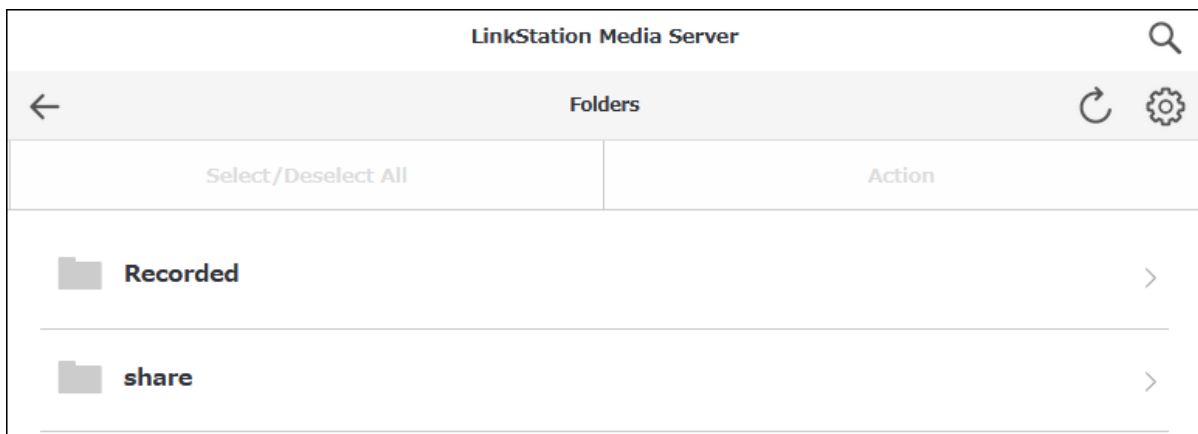 LinkStation Media Server
Folders
Select/Deselect All
Action
Recorded
share